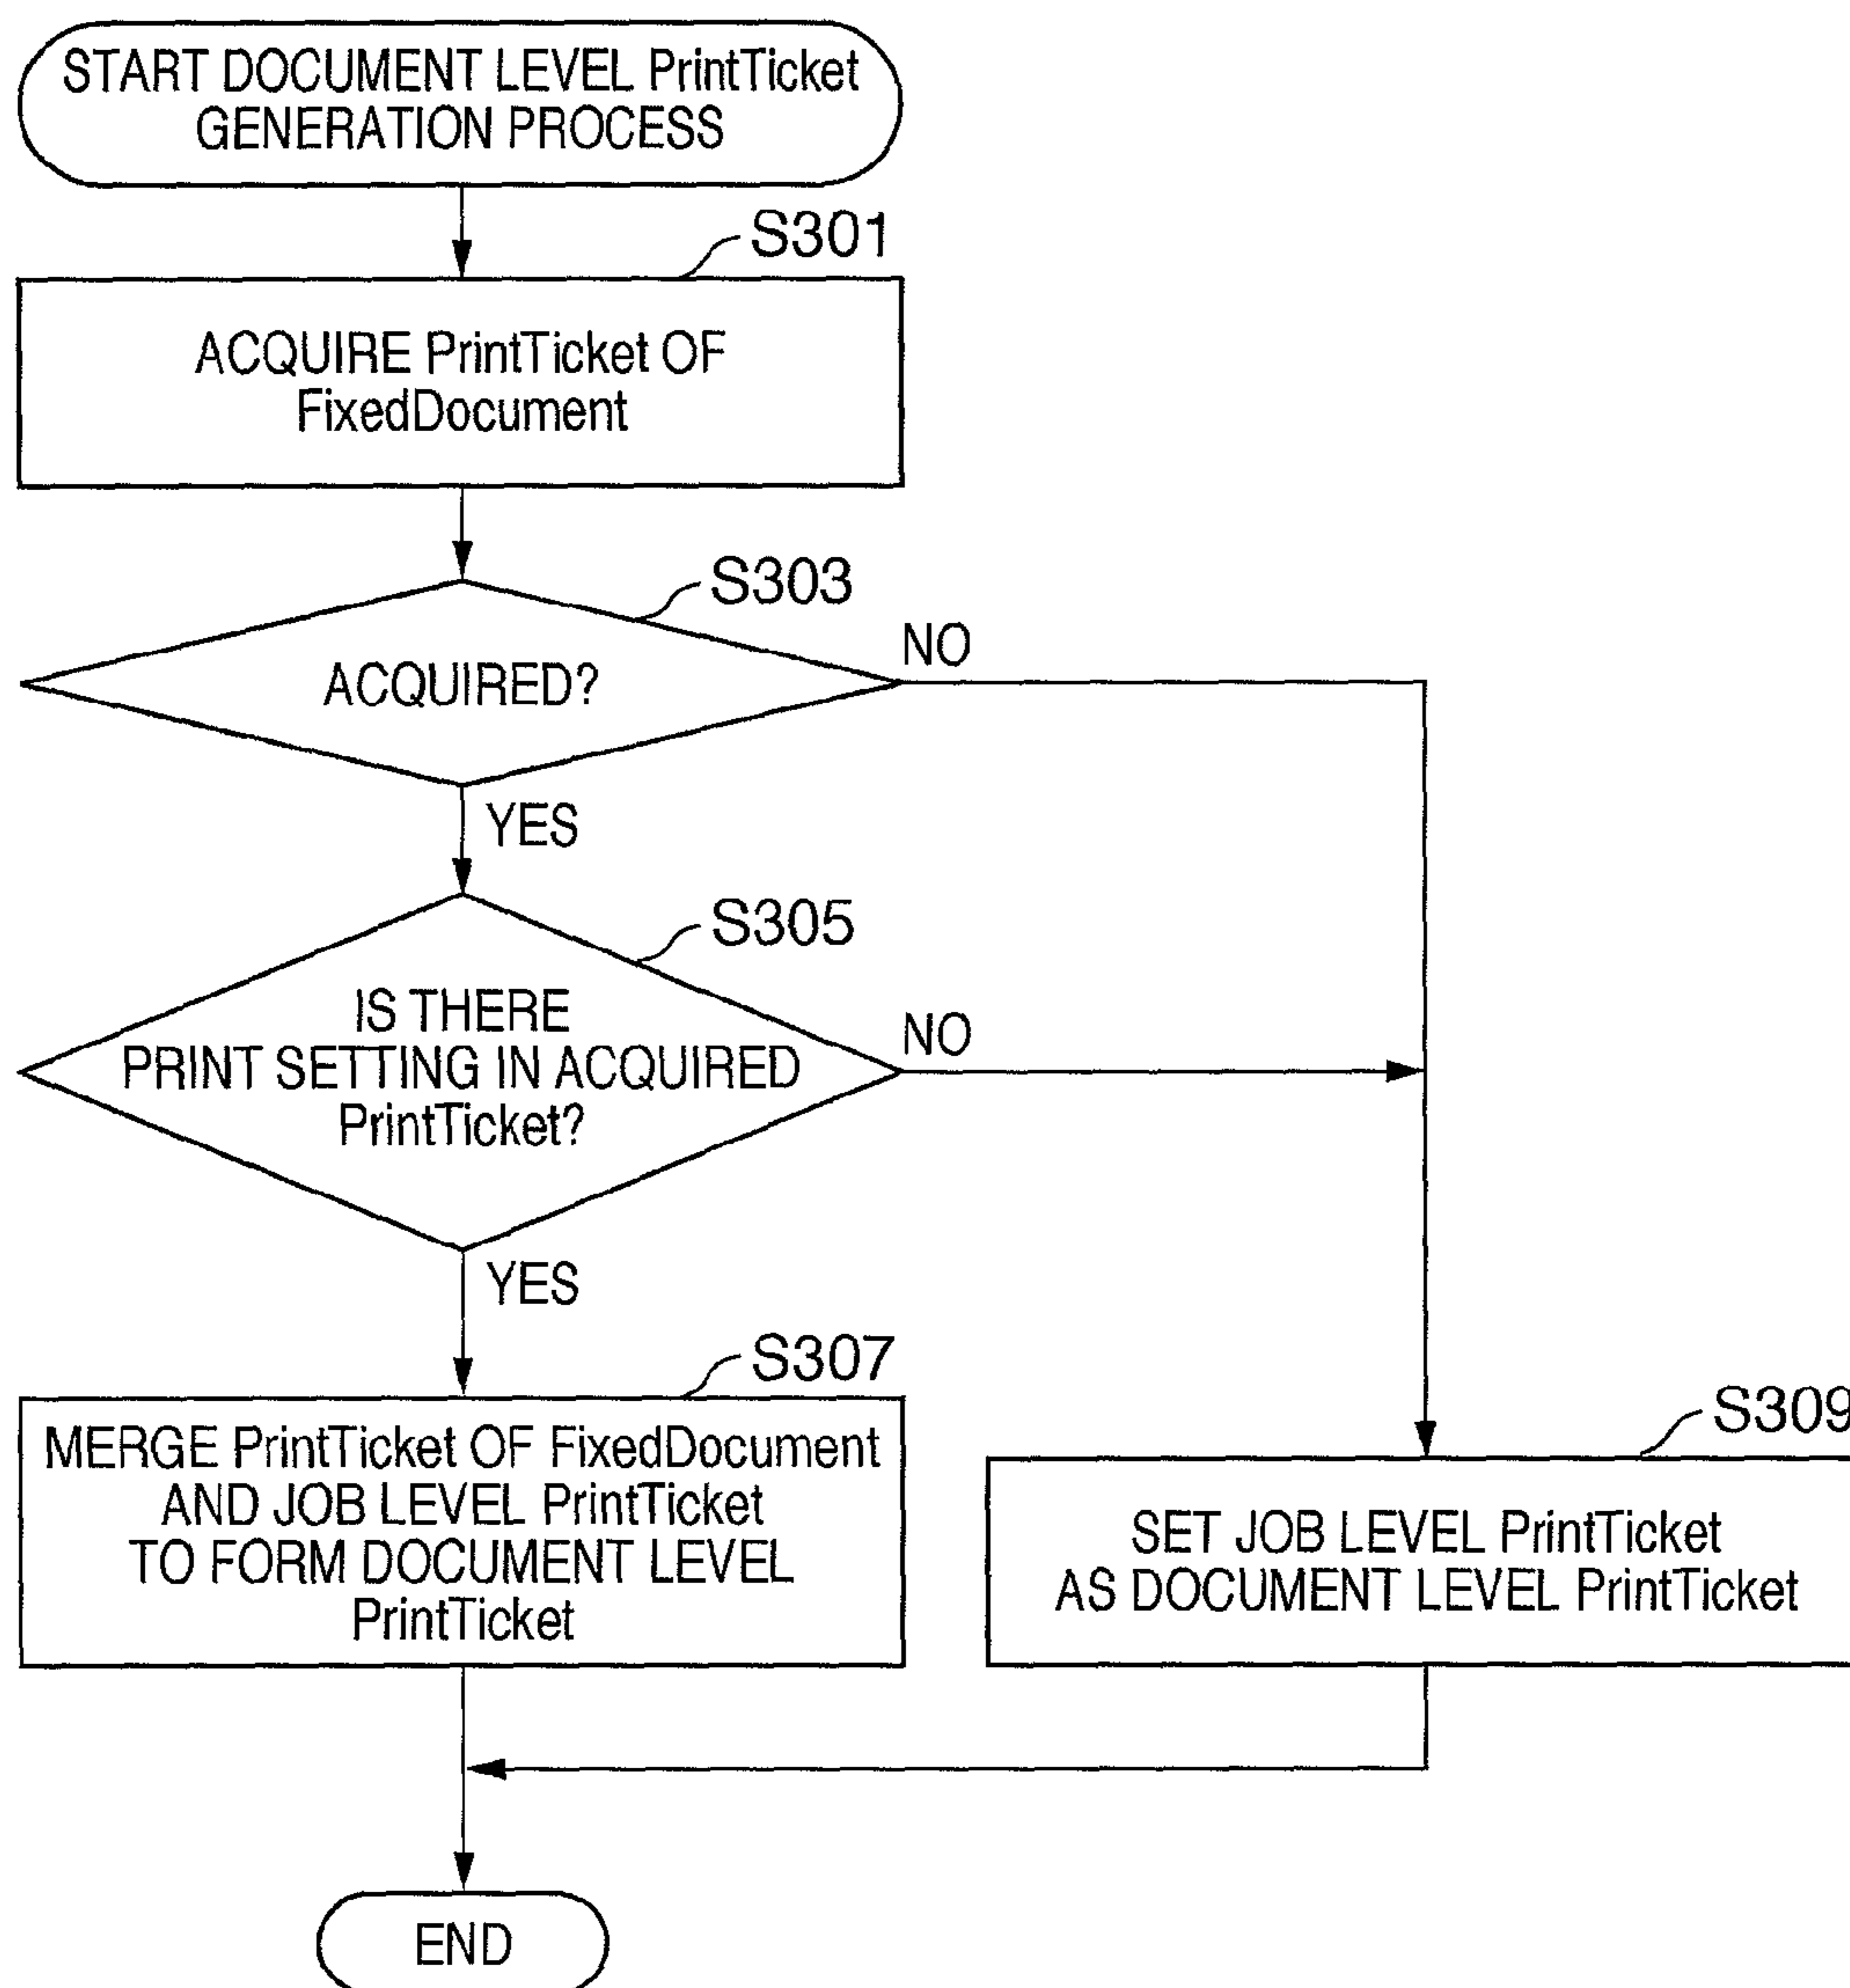 START DOCUMENT LEVEL PrintTicket
GENERATION PROCESS
S301
ACQUIRE PrintTicket OF
FixedDocument
S303
NO
ACQUIRED?
YES
S305
IS THERE
PRINT SETTING IN ACQUIRED
PrintTicket?
NO
YES
S307
MERGE PrintTicket OF FixedDocument
AND JOB LEVEL PrintTicket
TO FORM DOCUMENT LEVEL
PrintTicket
S309
SET JOB LEVEL PrintTicket
AS DOCUMENT LEVEL PrintTicket
END